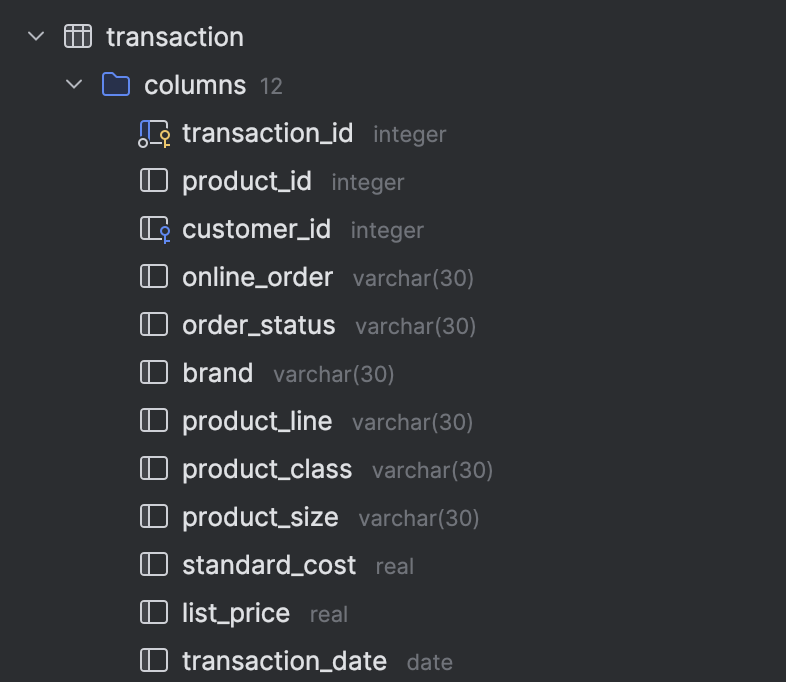 transaction
columns 12
transaction_id integer
product_id integer
customer_id integer
online_order varchar(30)
order_status varchar(30)
brand varchar(30)
product_line varchar(30)
product_class varchar(30)
product_size varchar(30)
standard_cost real
list_price real
transaction_date date